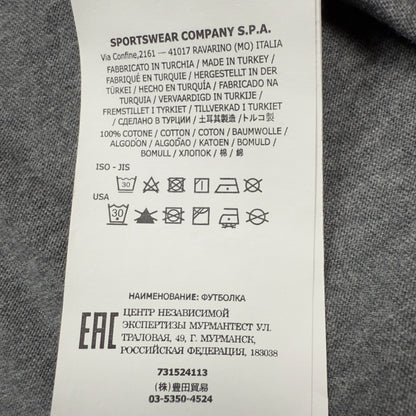 SPORTSWEAR COMPANY S.P.A.
Via Confine,2161 — 41017 RAVARINO (MO) ITALIA
FABBRICATO IN TURCHIA / MADE IN TURKEY /
FABRIQUÉ EN TURQUIE / HERGESTELLT IN DER
TÜRKEI / HECHO EN TURQUÍA / FABRICADO NA
TURQUIA / VERVAARDIGD IN TURKIJE /
FREMSTILLET I TYRKIET / TILLVERKAD I TURKIET
/ СДЕЛАНО В ТУРЦИИ / 土耳其製造 / トルコ製
100% COTONE / COTTON / COTON / BAUMWOLLE /
ALGODÓN / ALGODÃO / KATOEN / BOMULD /
BOMULL / ХЛОПОК / 棉 / 綿
ISO - JIS
30
USA
30
НАИМЕНОВАНИЕ: ФУТБОЛКА
EAC
ЦЕНТР НЕЗАВИСИМОЙ
ЭКСПЕРТИЗЫ МУРМАНТЕСТ УЛ.
ТРАЛОВАЯ, 49, Г. МУРМАНСК,
РОССИЙСКАЯ ФЕДЕРАЦИЯ, 183038
731524113
(株)豊田貿易
03-5350-4524